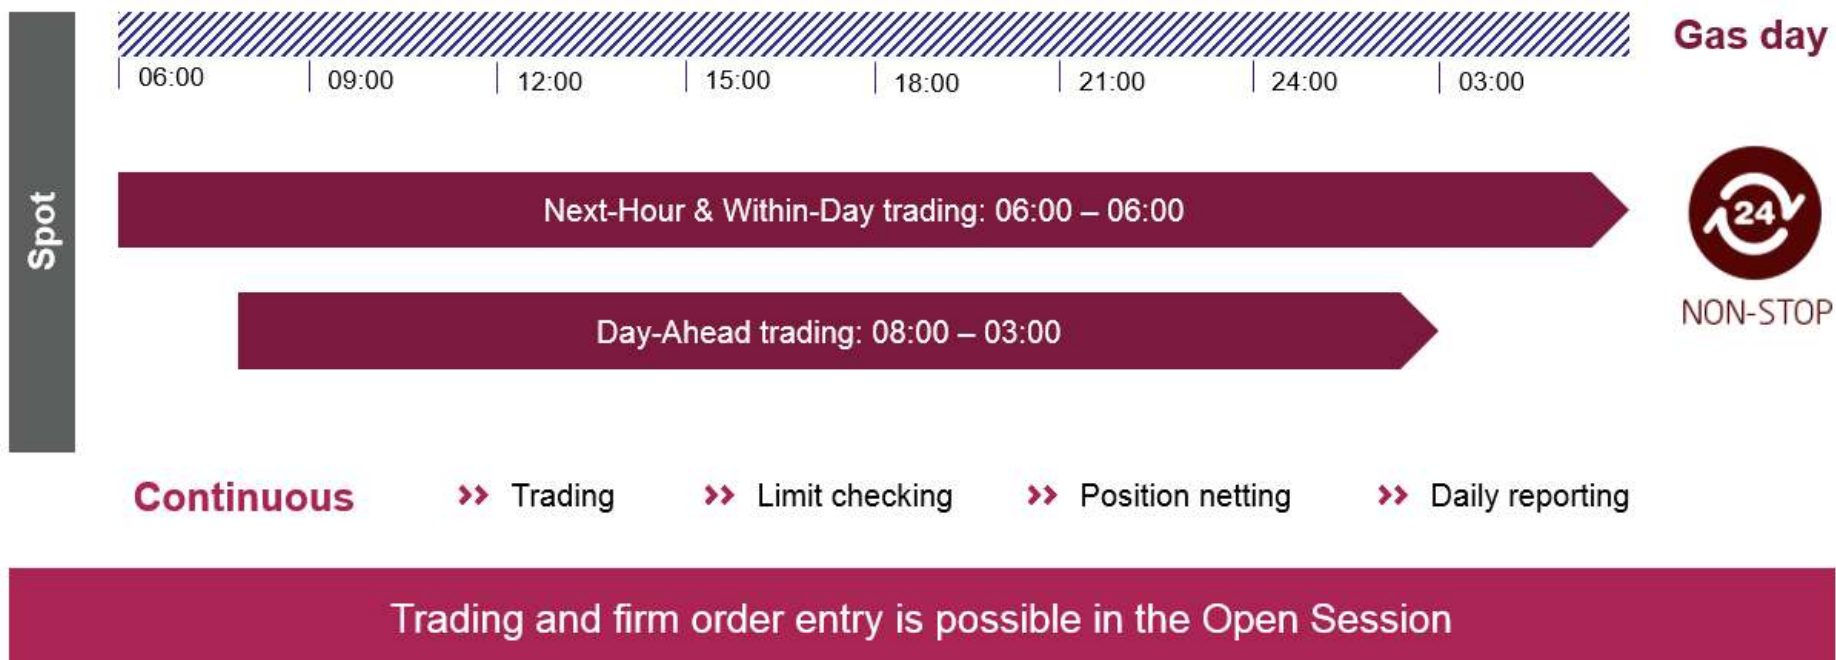 Gas day
06:00 09:00 12:00 15:00 18:00 21:00 24:00 03:00
Spot
Next-Hour & Within-Day trading: 06:00 – 06:00
24
NON-STOP
Day-Ahead trading: 08:00 – 03:00
Continuous >> Trading >> Limit checking >> Position netting >> Daily reporting
Trading and firm order entry is possible in the Open Session